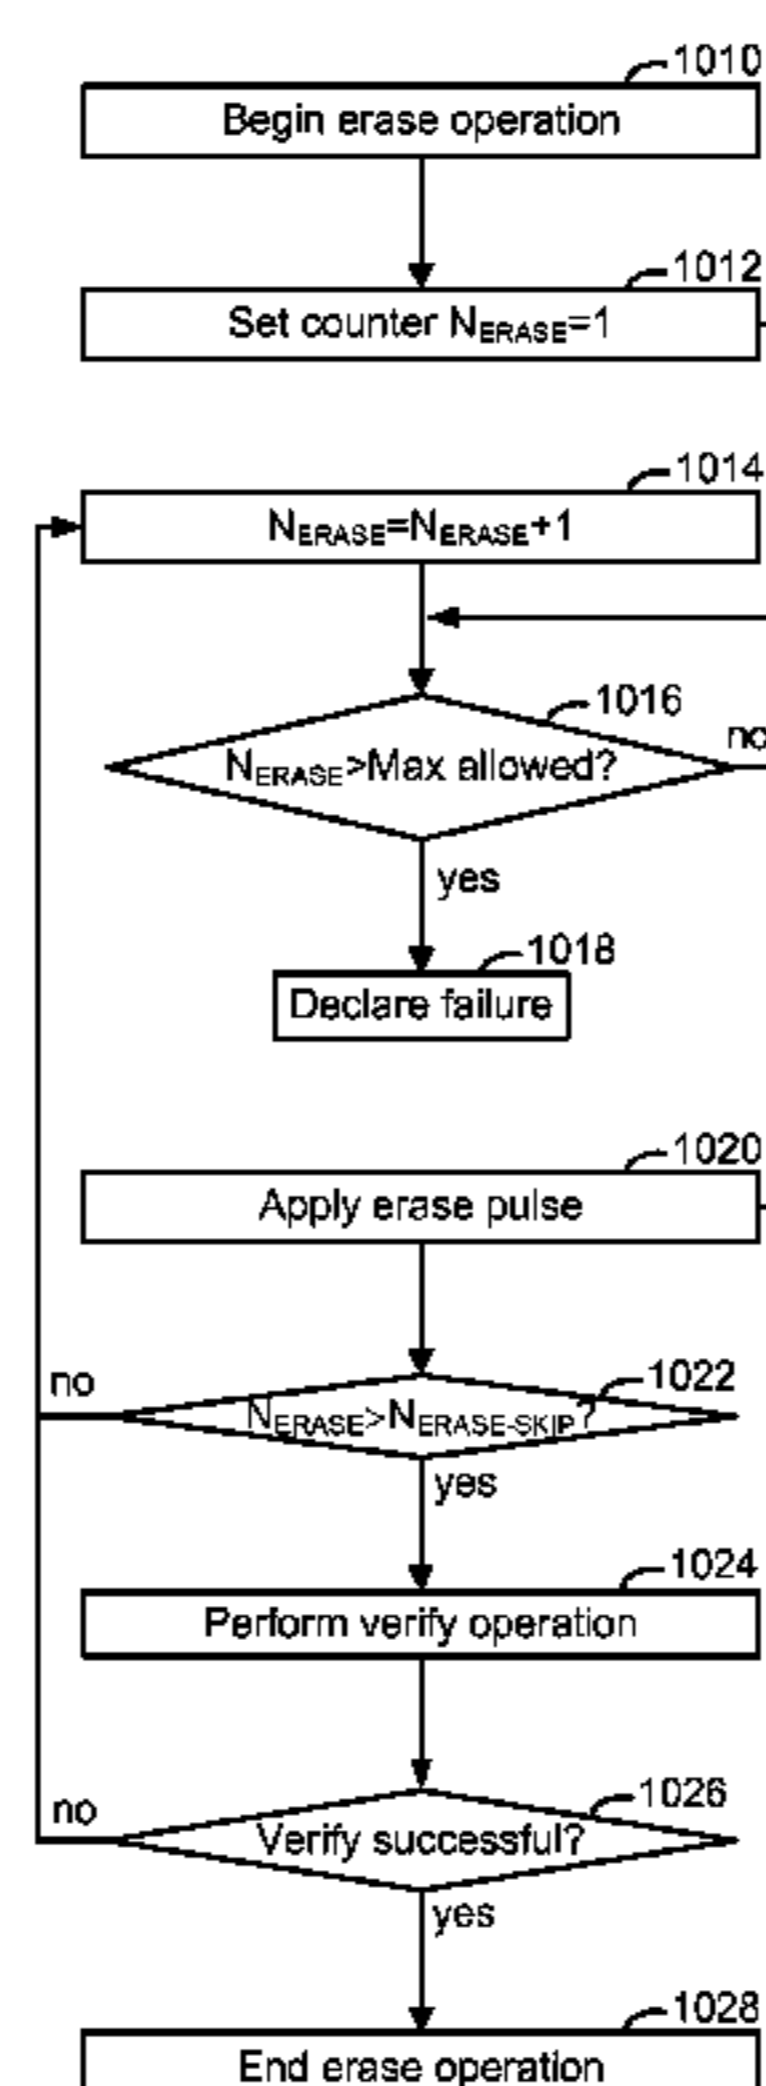 1010
Begin erase operation
1012
Set counter NERASE=1
1014
NERASE=NERASE+1
1016
NERASE>Max allowed?
no
yes
1018
Declare failure
1020
Apply erase pulse
1022
no
NERASE>NERASE-SKIP?
yes
1024
Perform verify operation
1026
no
Verify successful?
yes
1028
End erase operation